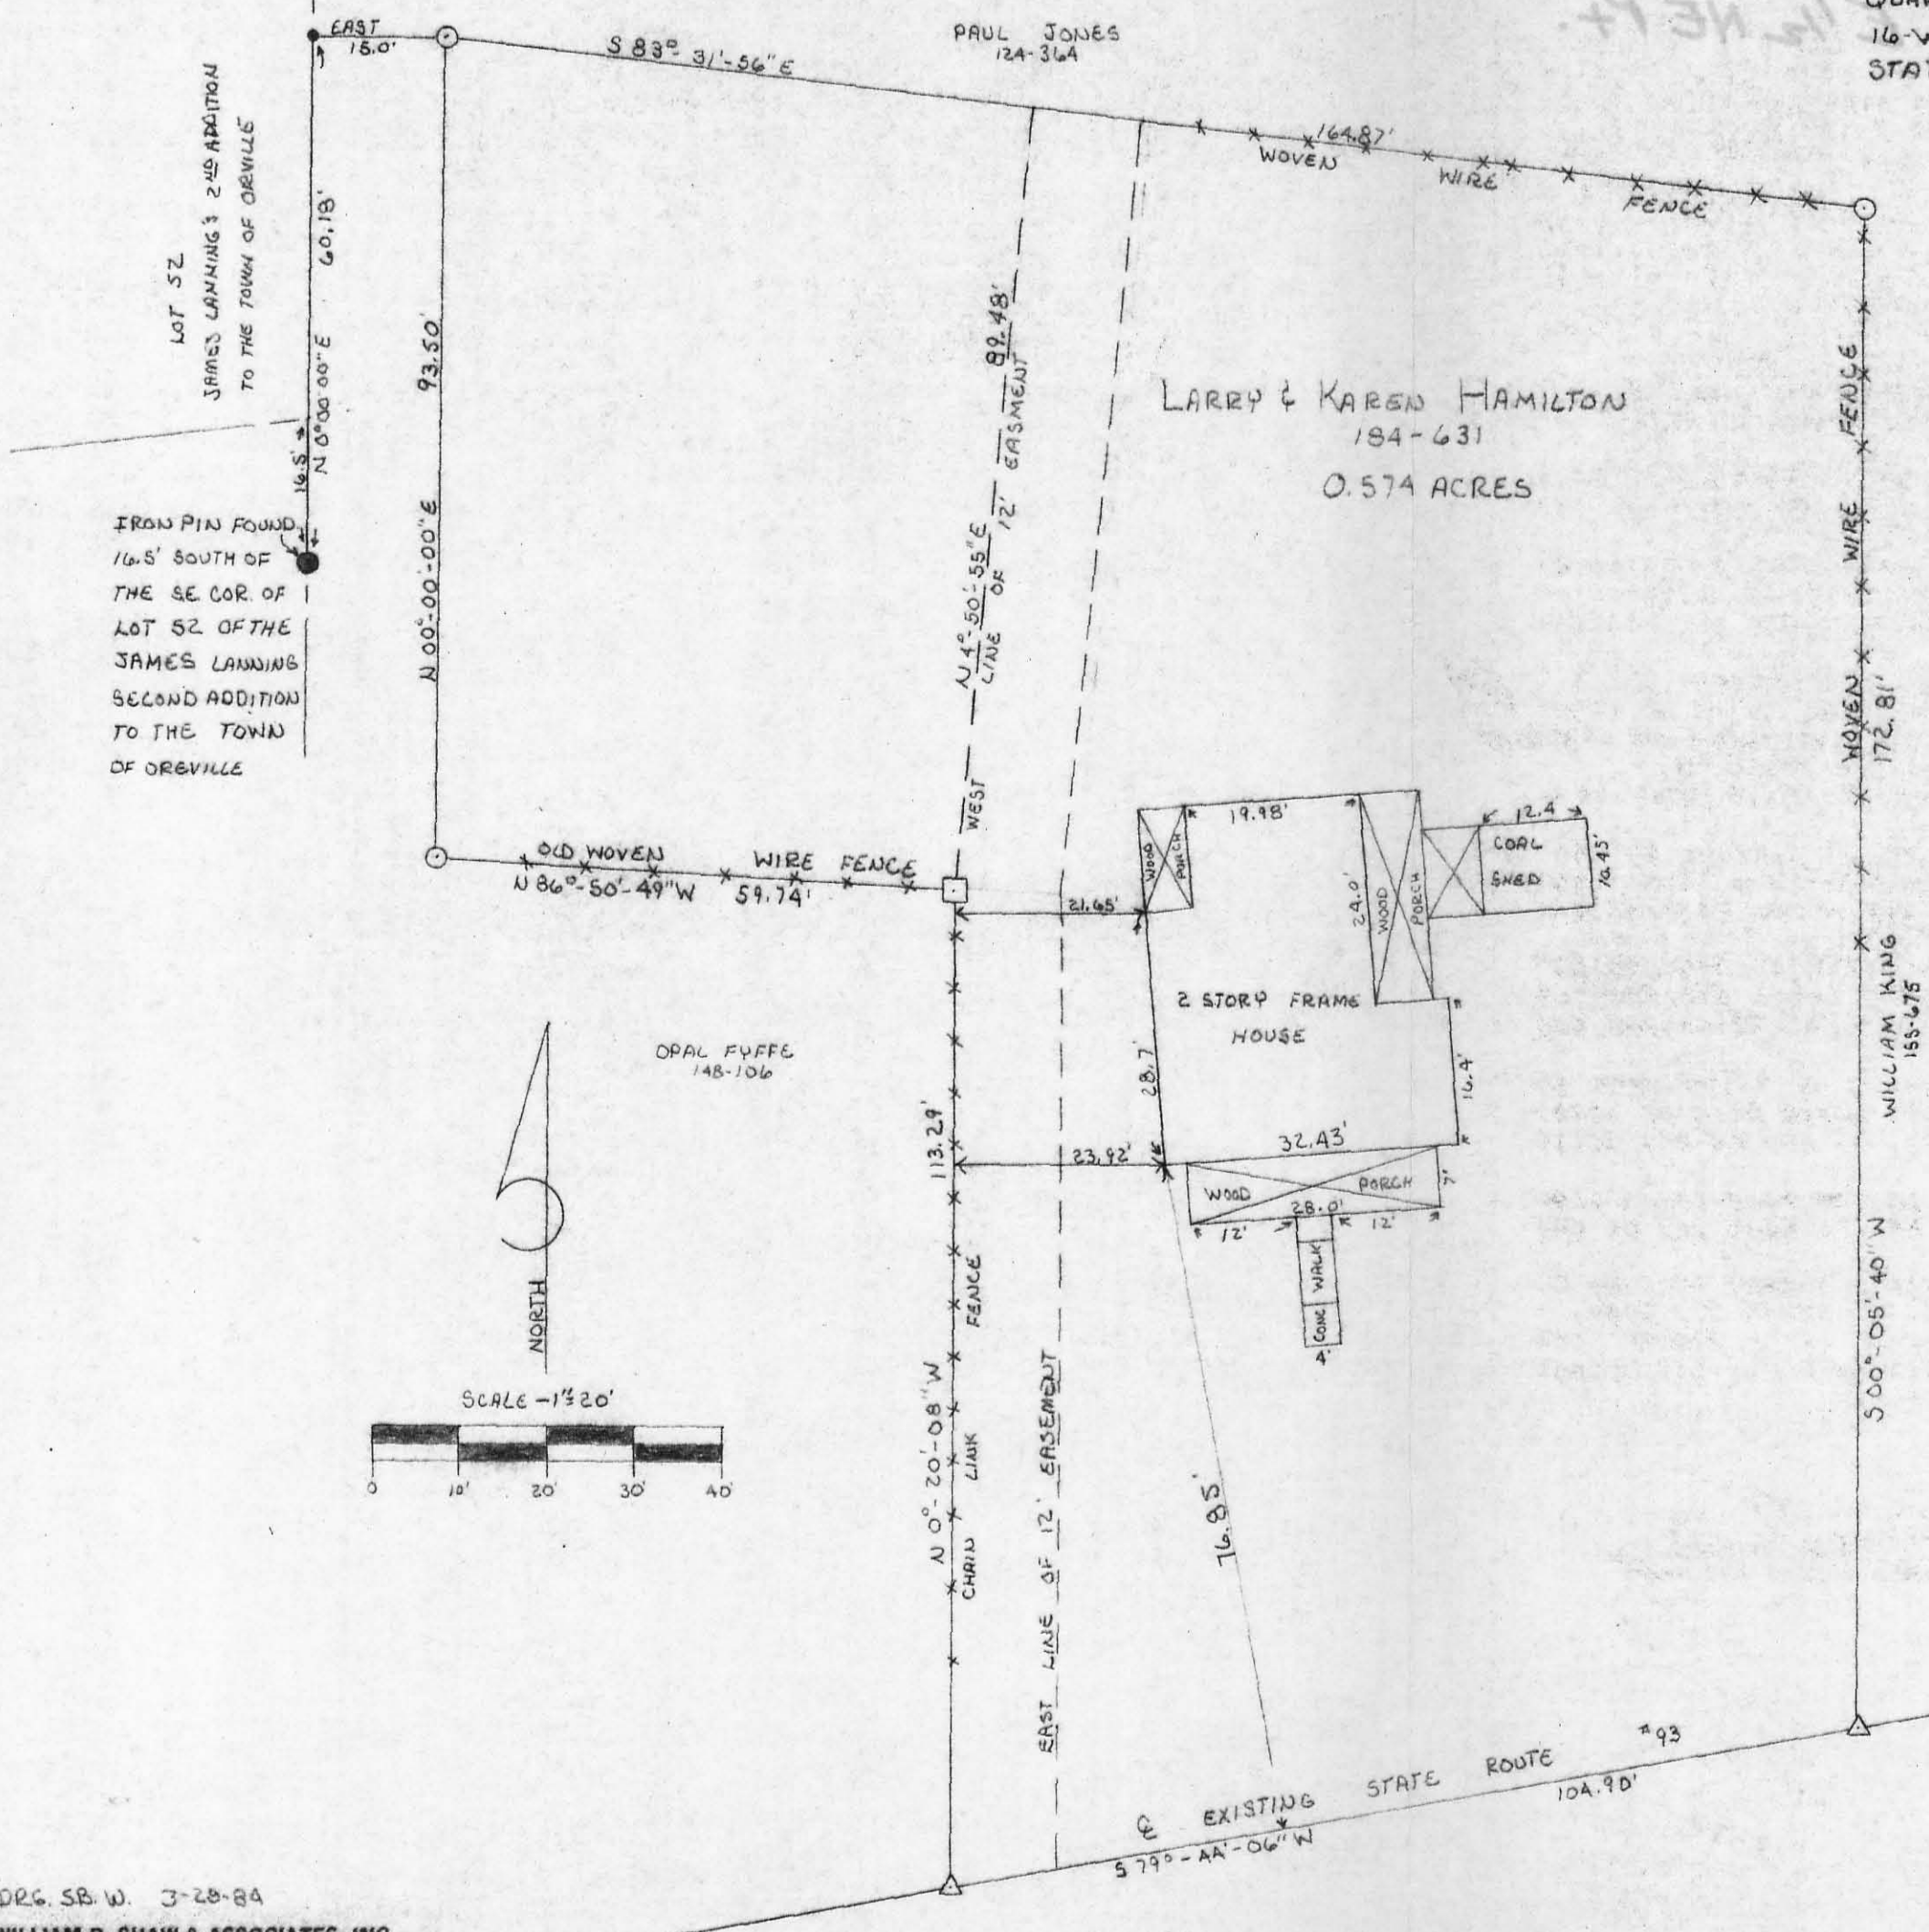 EAST
15.0'
S 83°-31'-56" E
PAUL JONES
124-364
16-
STA
LOT 52
JAMES LANNING'S 2ND ADDITION
TO THE TOWN OF ORVILLE
N 0°00'00" E 60.18'
16.5'
93.50'
N 00°-00'-00" E
164.87'
WOVEN WIRE FENCE
IRON PIN FOUND
16.5' SOUTH OF
THE SE COR. OF
LOT 52 OF THE
JAMES LANNING
SECOND ADDITION
TO THE TOWN
OF OREVILLE
N 4°-50'-55" E 89.48'
WEST LINE OF 12' EASMENT
LARRY & KAREN HAMILTON
184-631
0.574 ACRES
WOVEN WIRE FENCE
172.81'
S 00°-05'-40" W
WILLIAM KING
155-675
OLD WOVEN WIRE FENCE
N 86°-50'-49" W 59.74'
21.65'
WOOD PORCH
19.98'
24.0'
WOOD PORCH
12.4
COAL
SHED
10.45'
2 STORY FRAME
HOUSE
28.7'
16.4'
OPAL FYFFE
148-106
113.29'
23.92'
32.43'
WOOD PORCH
7'
28.0'
12' 12'
CONC WALK
4'
NORTH
SCALE - 1"=20'
0 10' 20' 30' 40'
N 0°-20'-08" W
CHAIN LINK FENCE
EAST LINE OF 12' EASEMENT
76.85'
℄ EXISTING STATE ROUTE #93
S 79°-44'-06" W
104.90'
DRG. S.B.W. 3-28-84